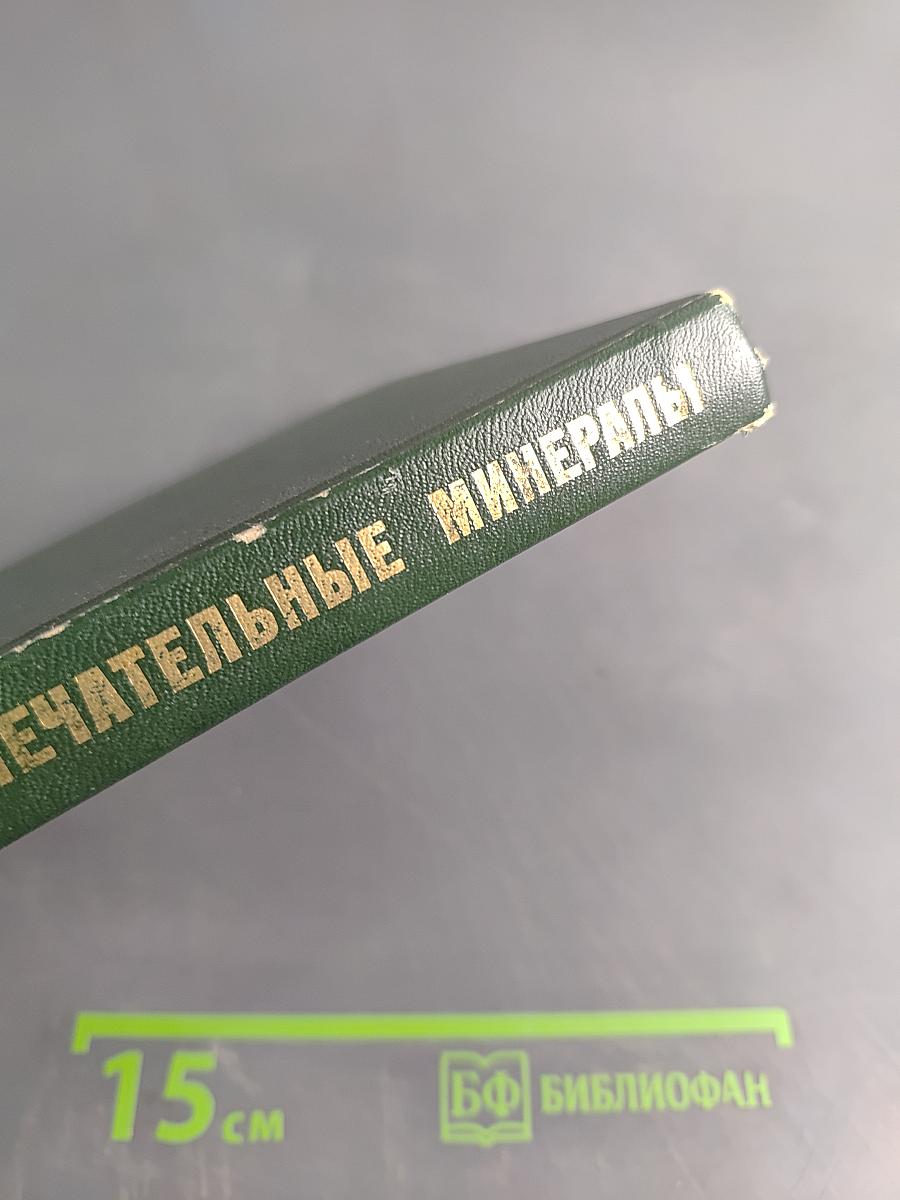 ЕЧАТЕЛЬНЫЕ МИНЕРАЛЫ
15 см
БФ БИБЛИОФАН